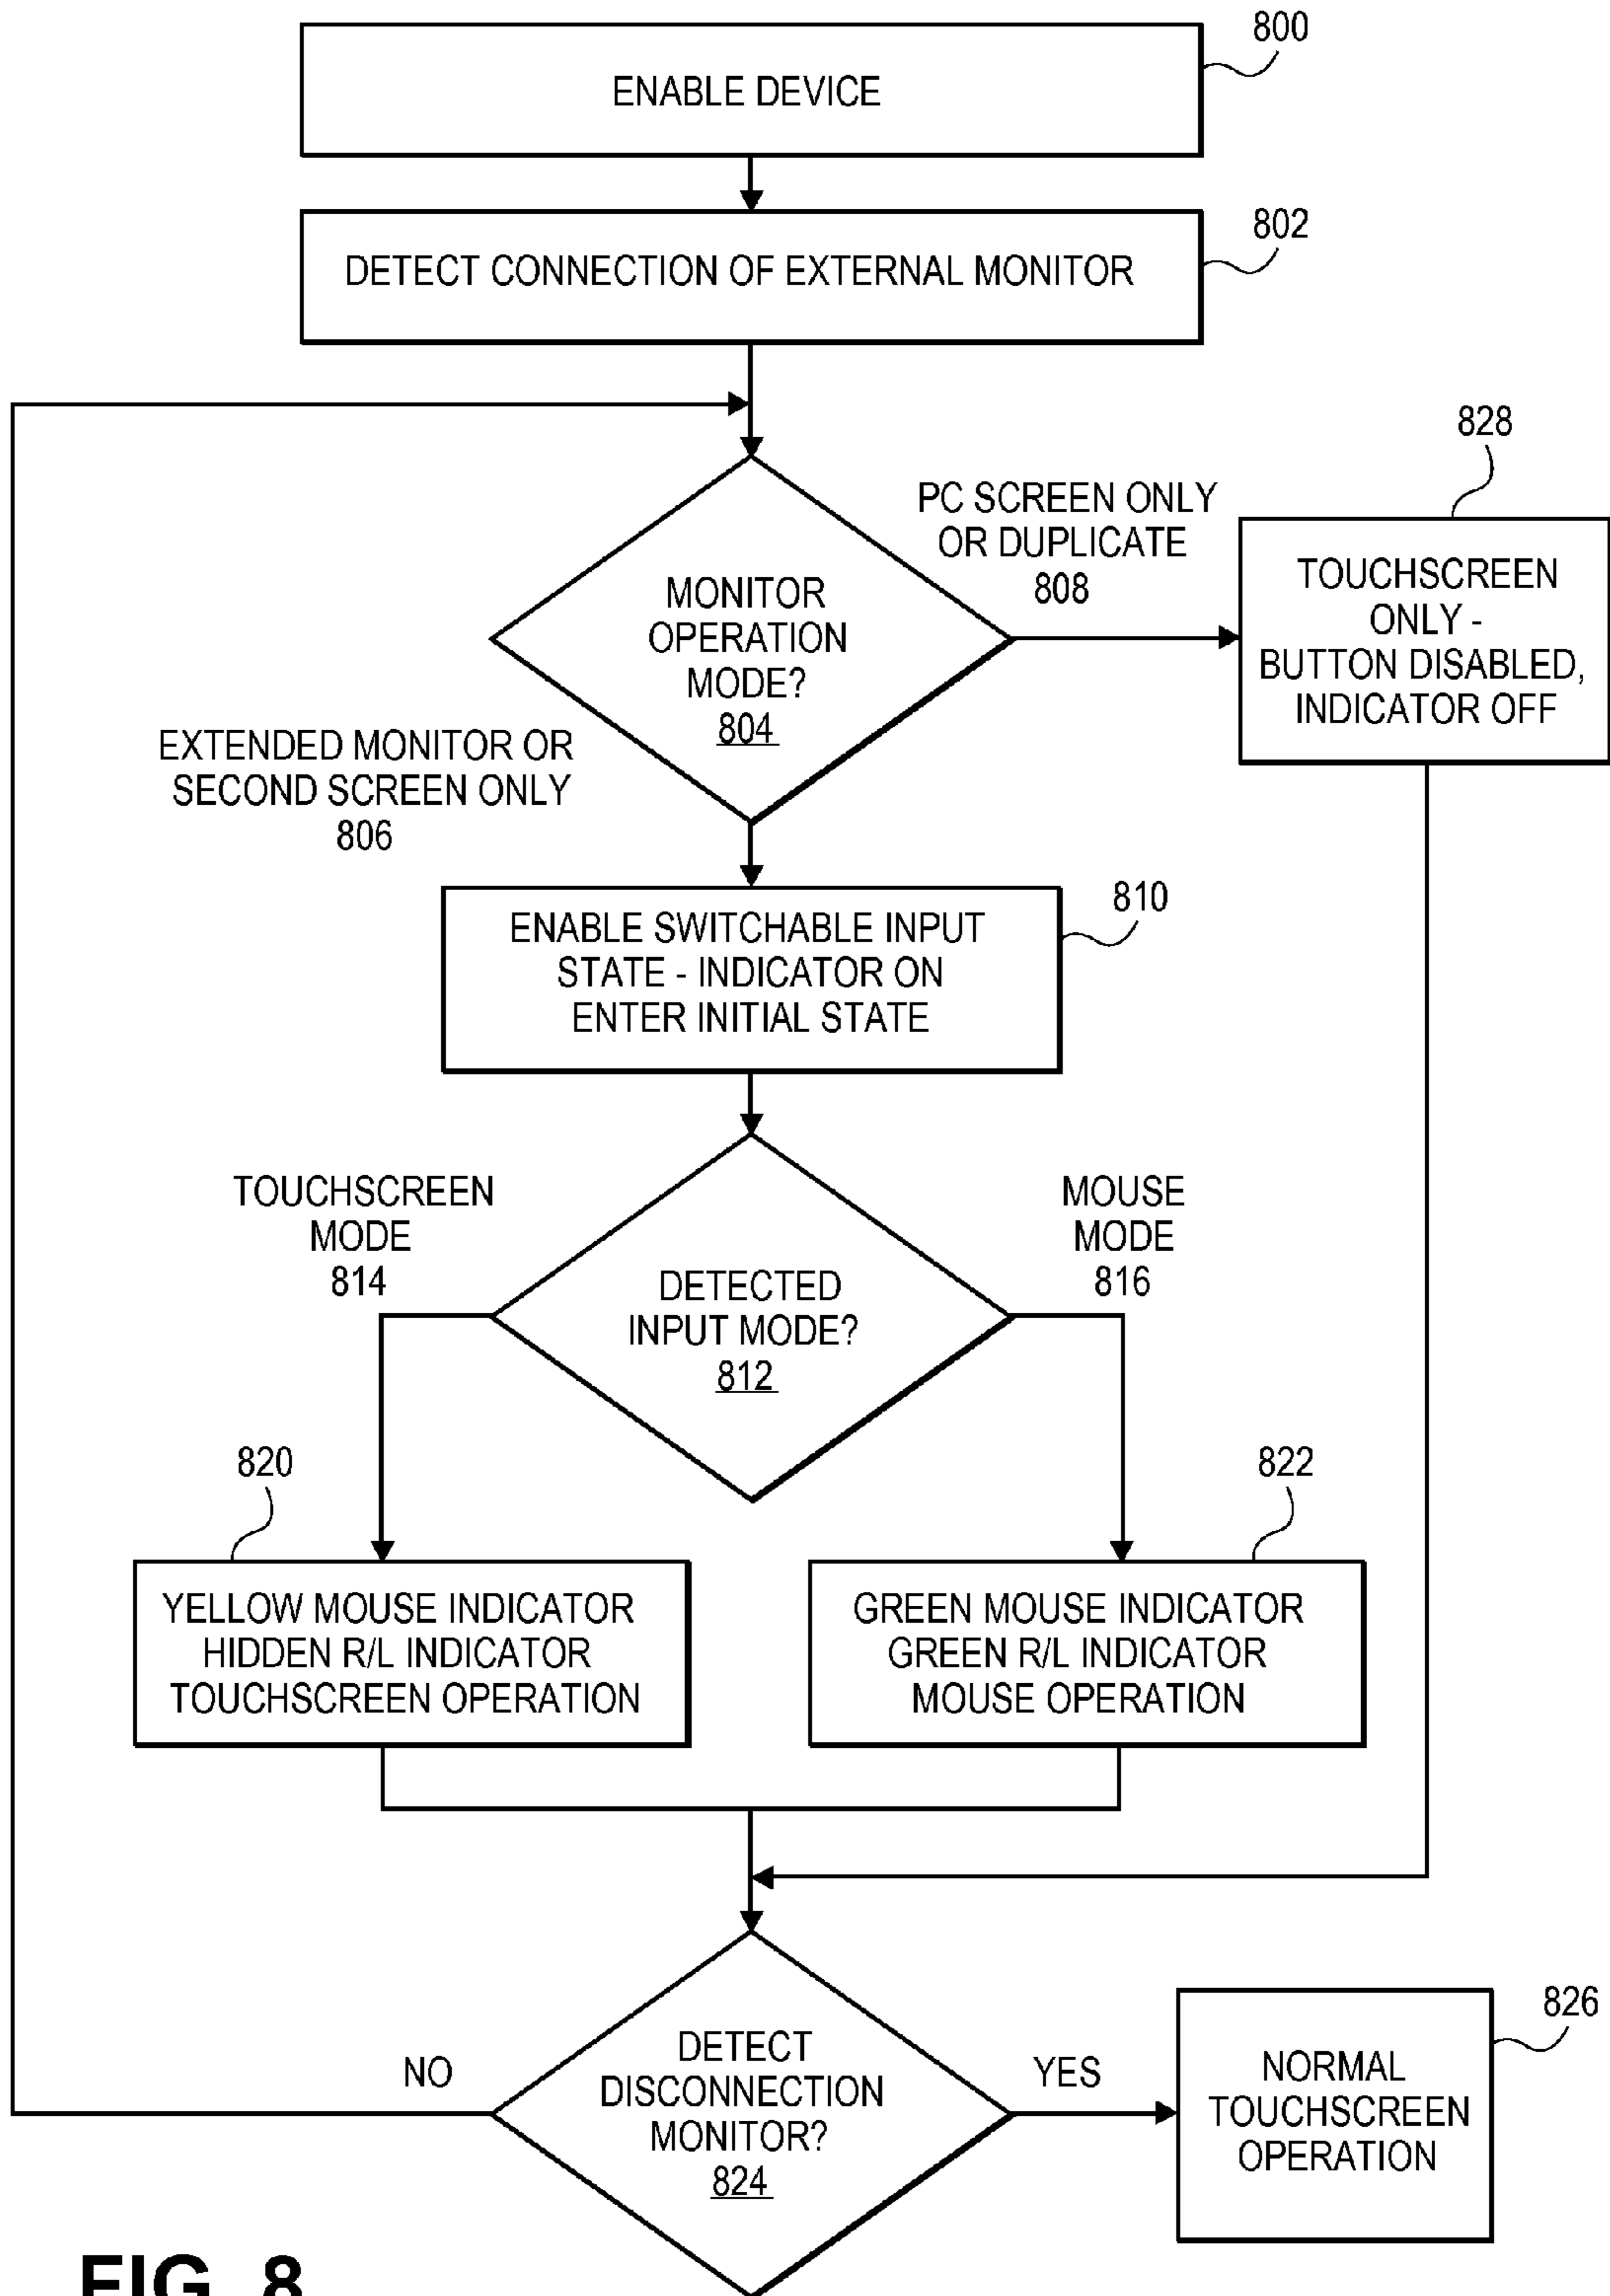 800
ENABLE DEVICE
802
DETECT CONNECTION OF EXTERNAL MONITOR
828
PC SCREEN ONLY
OR DUPLICATE
808
MONITOR
OPERATION
MODE?
804
TOUCHSCREEN
ONLY -
BUTTON DISABLED,
INDICATOR OFF
EXTENDED MONITOR OR
SECOND SCREEN ONLY
806
810
ENABLE SWITCHABLE INPUT
STATE - INDICATOR ON
ENTER INITIAL STATE
TOUCHSCREEN
MODE
814
MOUSE
MODE
816
DETECTED
INPUT MODE?
812
820
822
YELLOW MOUSE INDICATOR
HIDDEN R/L INDICATOR
TOUCHSCREEN OPERATION
GREEN MOUSE INDICATOR
GREEN R/L INDICATOR
MOUSE OPERATION
826
NO
DETECT
DISCONNECTION
MONITOR?
824
YES
NORMAL
TOUCHSCREEN
OPERATION
FIG. 8